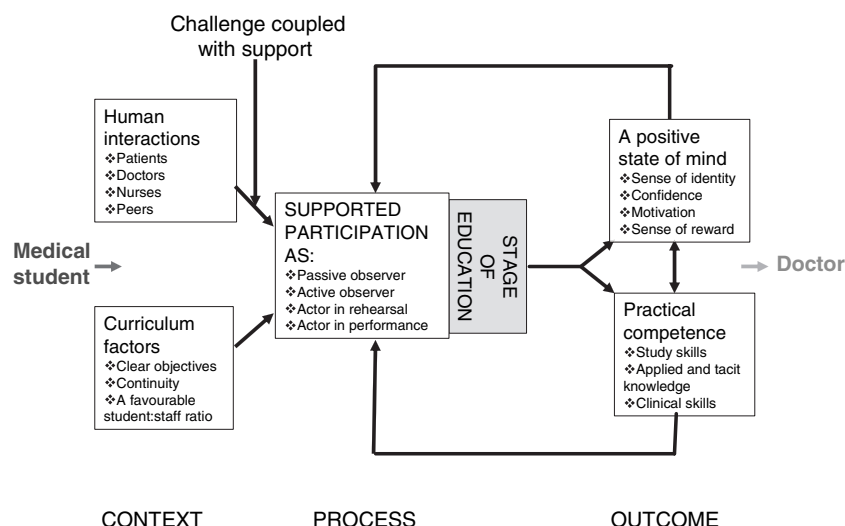 Challenge coupled
with support
Human
interactions
❖Patients
❖Doctors
❖Nurses
❖Peers
Medical
student
Curriculum
factors
❖Clear objectives
❖Continuity
❖A favourable
student:staff ratio
SUPPORTED
PARTICIPATION
AS:
❖Passive observer
❖Active observer
❖Actor in rehearsal
❖Actor in performance
STAGE
OF
EDUCATION
A positive
state of mind
❖Sense of identity
❖Confidence
❖Motivation
❖Sense of reward
Doctor
Practical
competence
❖Study skills
❖Applied and tacit
knowledge
❖Clinical skills
CONTEXT PROCESS OUTCOME